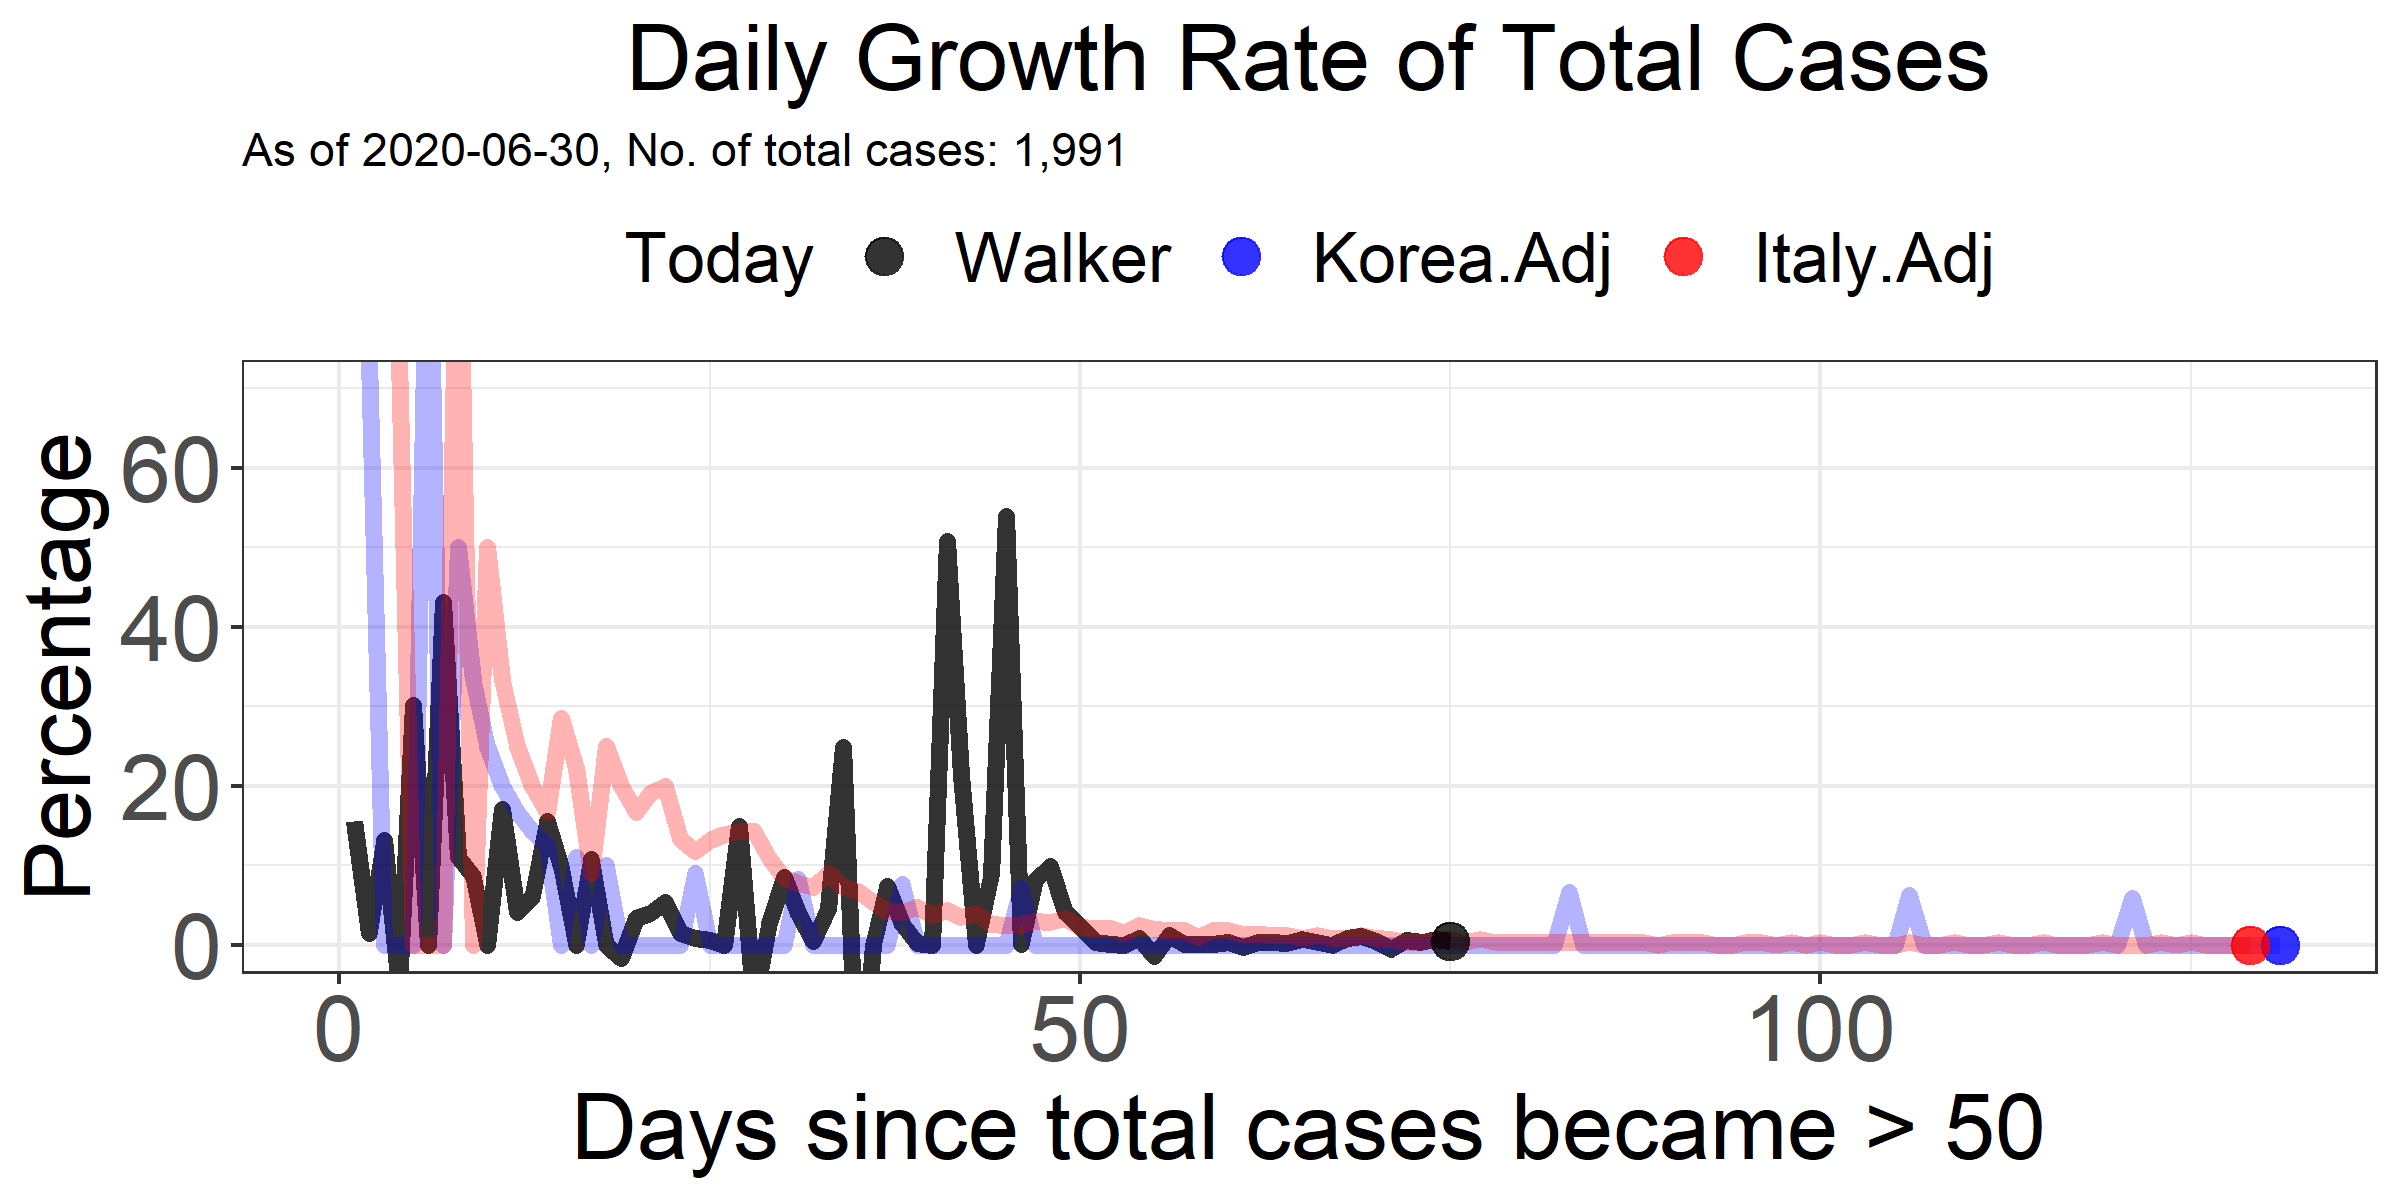 Daily Growth Rate of Total Cases
As of 2020-06-30, No. of total cases: 1,991
Today Walker Korea.Adj Italy.Adj
Percentage
60
40
20
0
0 50 100
Days since total cases became > 50